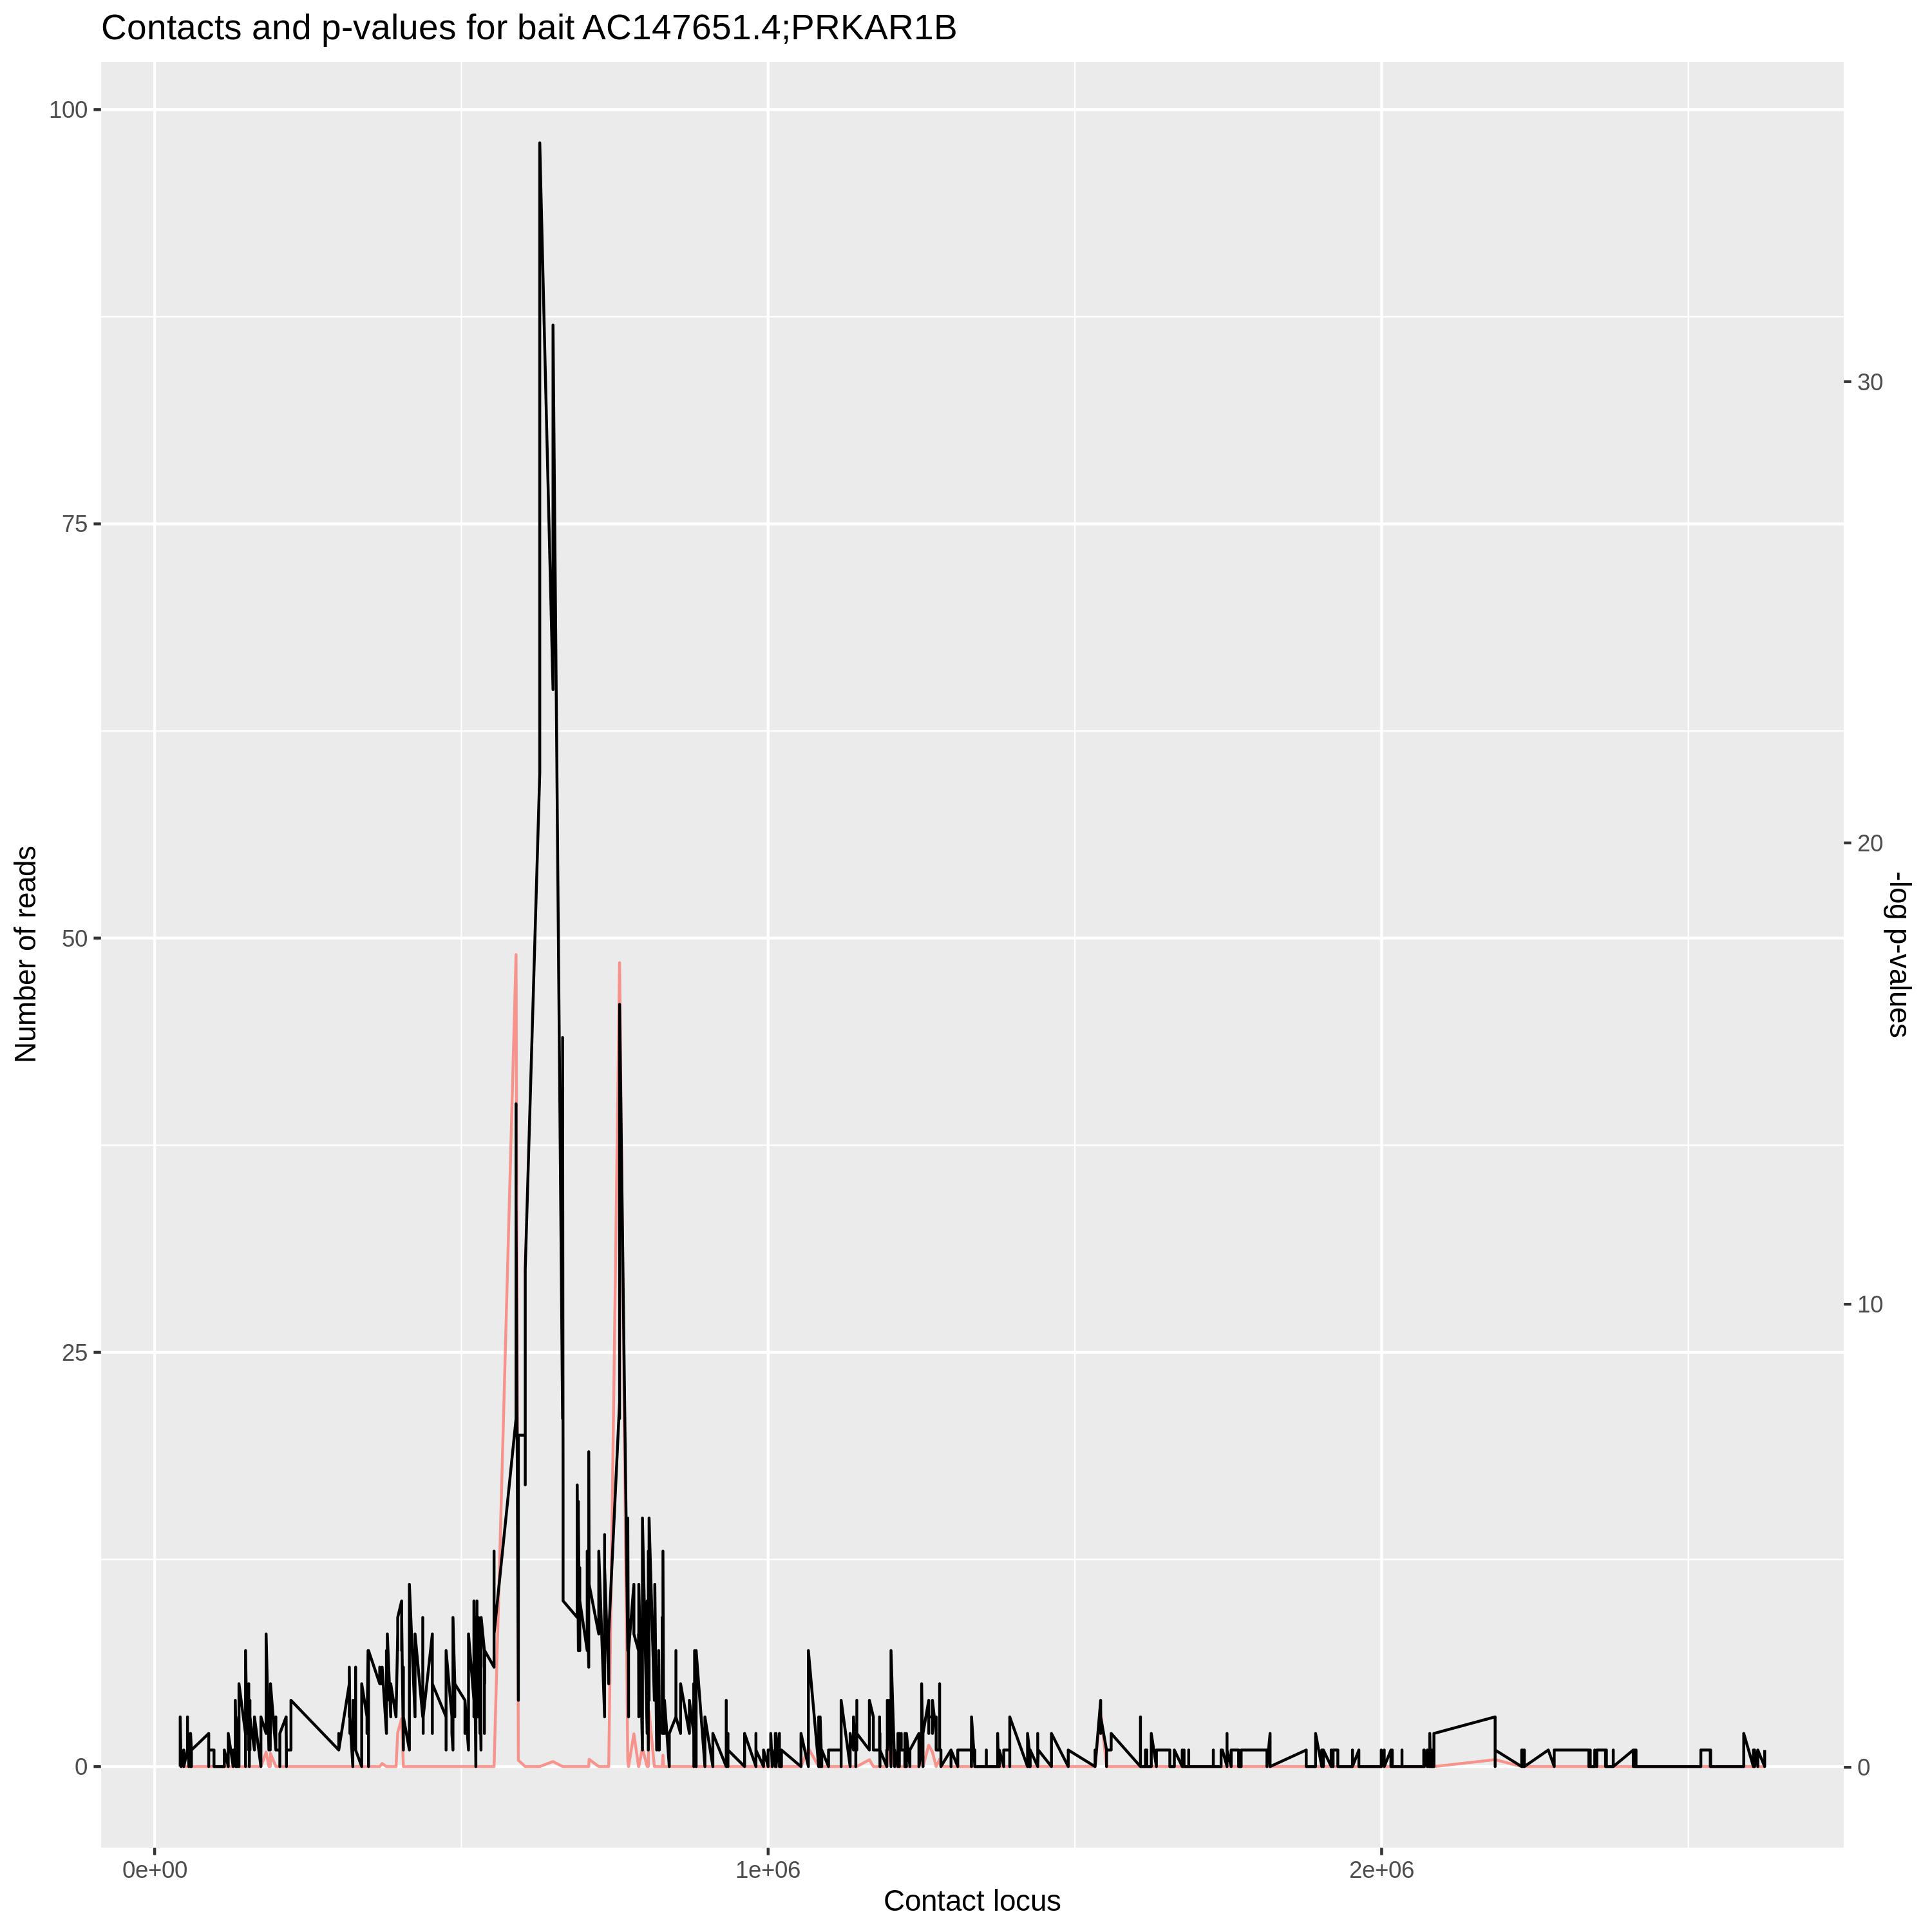 Contacts and p-values for bait AC147651.4;PRKAR1B
100
75
50
25
0
Number of reads
30
20
10
0
-log p-values
0e+00
1e+06
2e+06
Contact locus